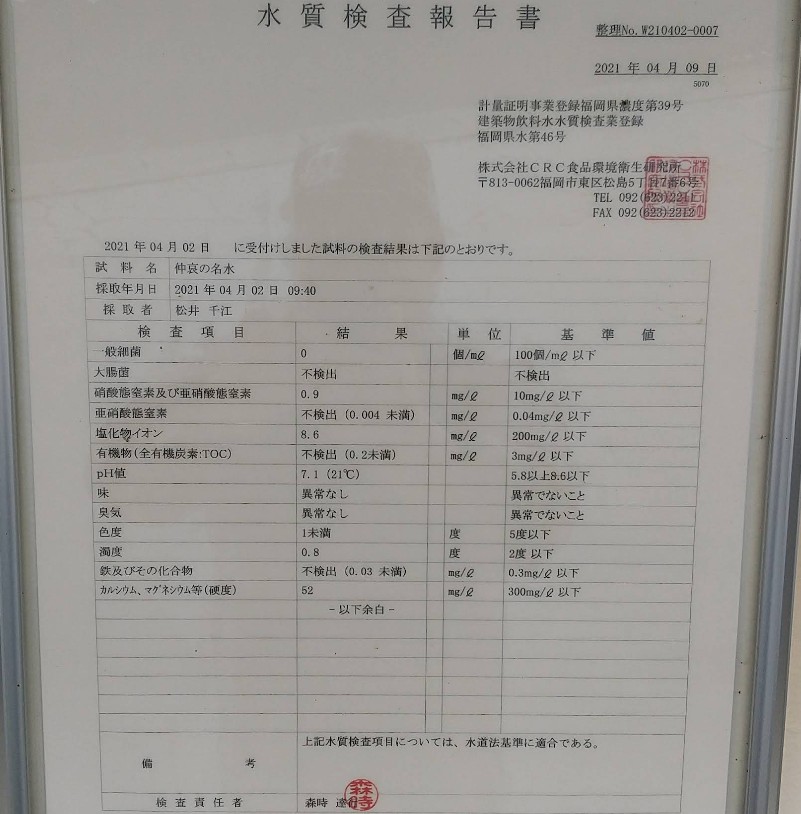 水質検査報告書
整理No.W210402-0007
2021 年 04 月 09 日
5070
計量証明事業登録福岡県濃度第39号
建築物飲料水水質検査業登録
福岡県水第46号
株式会社CRC食品環境衛生研究所
〒813-0062福岡市東区松島5丁目7番6号
TEL 092(623)2211
FAX 092(623)2212
2021 年 04 月 02 日 に受付けしました試料の検査結果は下記のとおりです。
試料名 仲哀の名水
採取年月日 2021 年 04 月 02 日 09:40
採取者 松井 千江
検査項目 結果 単位 基準値
一般細菌 0 個/mℓ 100個/mℓ 以下
大腸菌 不検出 不検出
硝酸態窒素及び亜硝酸態窒素 0.9 mg/ℓ 10mg/ℓ 以下
亜硝酸態窒素 不検出 (0.004 未満) mg/ℓ 0.04mg/ℓ 以下
塩化物イオン 8.6 mg/ℓ 200mg/ℓ 以下
有機物(全有機炭素:TOC) 不検出 (0.2未満) mg/ℓ 3mg/ℓ 以下
pH値 7.1 (21℃) 5.8以上8.6以下
味 異常なし 異常でないこと
臭気 異常なし 異常でないこと
色度 1未満 度 5度以下
濁度 0.8 度 2度 以下
鉄及びその化合物 不検出 (0.03 未満) mg/ℓ 0.3mg/ℓ 以下
カルシウム、マグネシウム等(硬度) 52 mg/ℓ 300mg/ℓ 以下
－以下余白－
備考 上記水質検査項目については、水道法基準に適合である。
検査責任者 森時